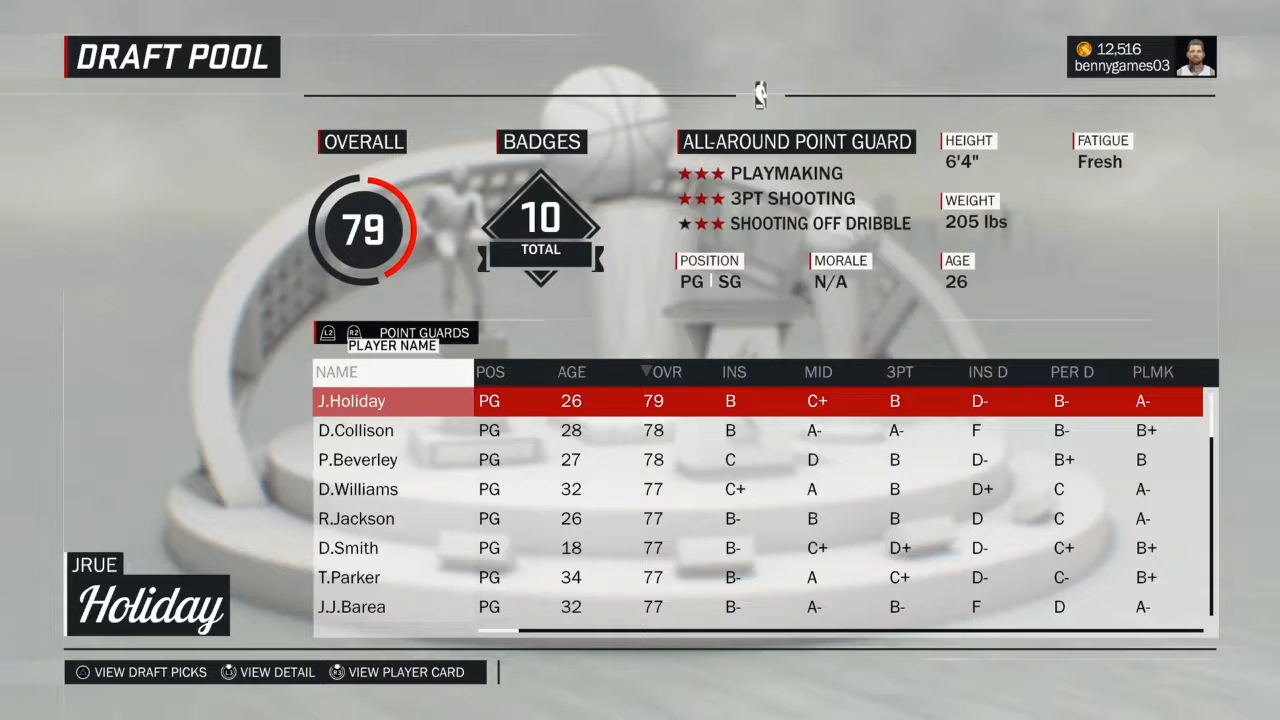 DRAFT POOL
12,516
bennygames03
OVERALL
79
BADGES
10
TOTAL
ALL-AROUND POINT GUARD
★★★ PLAYMAKING
★★★ 3PT SHOOTING
★★★ SHOOTING OFF DRIBBLE
POSITION
PG | SG
MORALE
N/A
HEIGHT
6'4"
WEIGHT
205 lbs
AGE
26
FATIGUE
Fresh
L2 R2 POINT GUARDS
PLAYER NAME
NAME POS AGE OVR INS MID 3PT INS D PER D PLMK
J.Holiday PG 26 79 B C+ B D- B- A-
D.Collison PG 28 78 B A- A- F B- B+
P.Beverley PG 27 78 C D B D- B+ B
D.Williams PG 32 77 C+ A B D+ C A-
R.Jackson PG 26 77 B- B B D C A-
D.Smith PG 18 77 B- C+ D+ D- C+ B+
T.Parker PG 34 77 B- A C+ D- C- B+
J.J.Barea PG 32 77 B- A- B- F D A-
JRUE
Holiday
VIEW DRAFT PICKS L3 VIEW DETAIL R3 VIEW PLAYER CARD